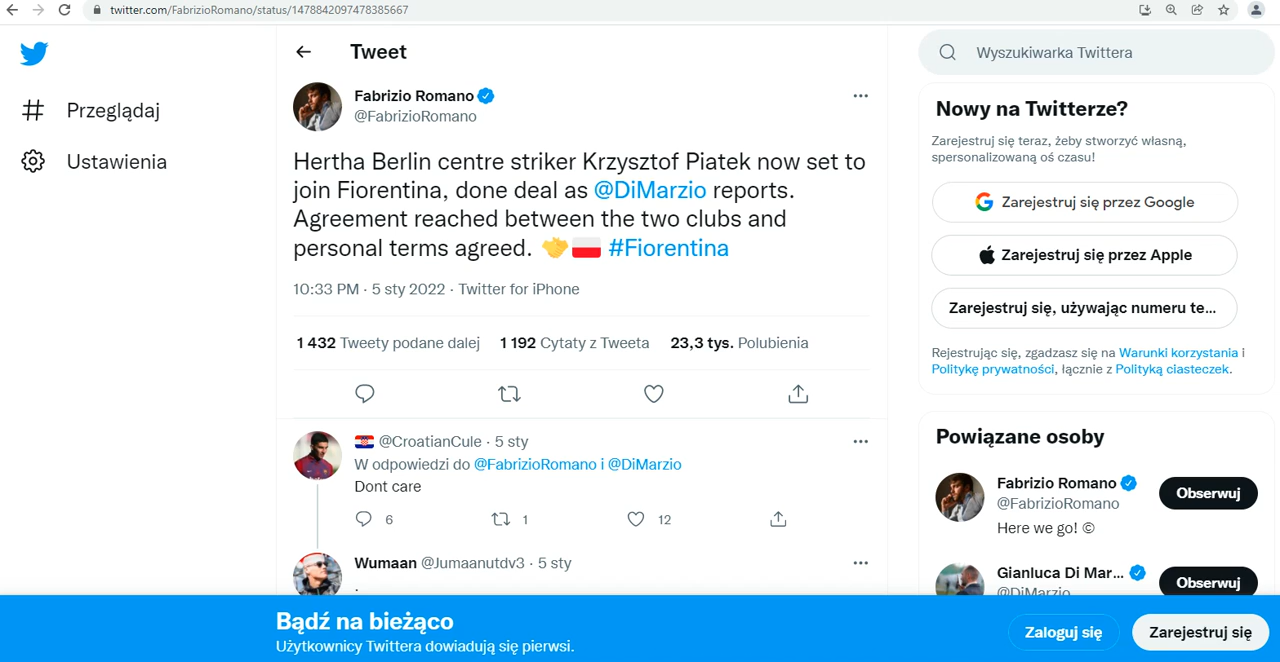 twitter.com/FabrizioRomano/status/1478842097478385667
Przeglądaj
Ustawienia
Tweet
Fabrizio Romano
@FabrizioRomano
Hertha Berlin centre striker Krzysztof Piatek now set to
join Fiorentina, done deal as @DiMarzio reports.
Agreement reached between the two clubs and
personal terms agreed. 🤝🇵🇱 #Fiorentina
10:33 PM · 5 sty 2022 · Twitter for iPhone
1 432 Tweety podane dalej 1 192 Cytaty z Tweeta 23,3 tys. Polubienia
🇭🇷 @CroatianCule · 5 sty
W odpowiedzi do @FabrizioRomano i @DiMarzio
Dont care
6 1 12
Wumaan @Jumaanutdv3 · 5 sty
.
Wyszukiwarka Twittera
Nowy na Twitterze?
Zarejestruj się teraz, żeby stworzyć własną,
spersonalizowaną oś czasu!
Zarejestruj się przez Google
Zarejestruj się przez Apple
Zarejestruj się, używając numeru te...
Rejestrując się, zgadzasz się na Warunki korzystania i
Politykę prywatności, łącznie z Polityką ciasteczek.
Powiązane osoby
Fabrizio Romano
@FabrizioRomano
Obserwuj
Here we go! ©
Gianluca Di Mar...
@DiMarzio
Obserwuj
Bądź na bieżąco
Użytkownicy Twittera dowiadują się pierwsi.
Zaloguj się
Zarejestruj się